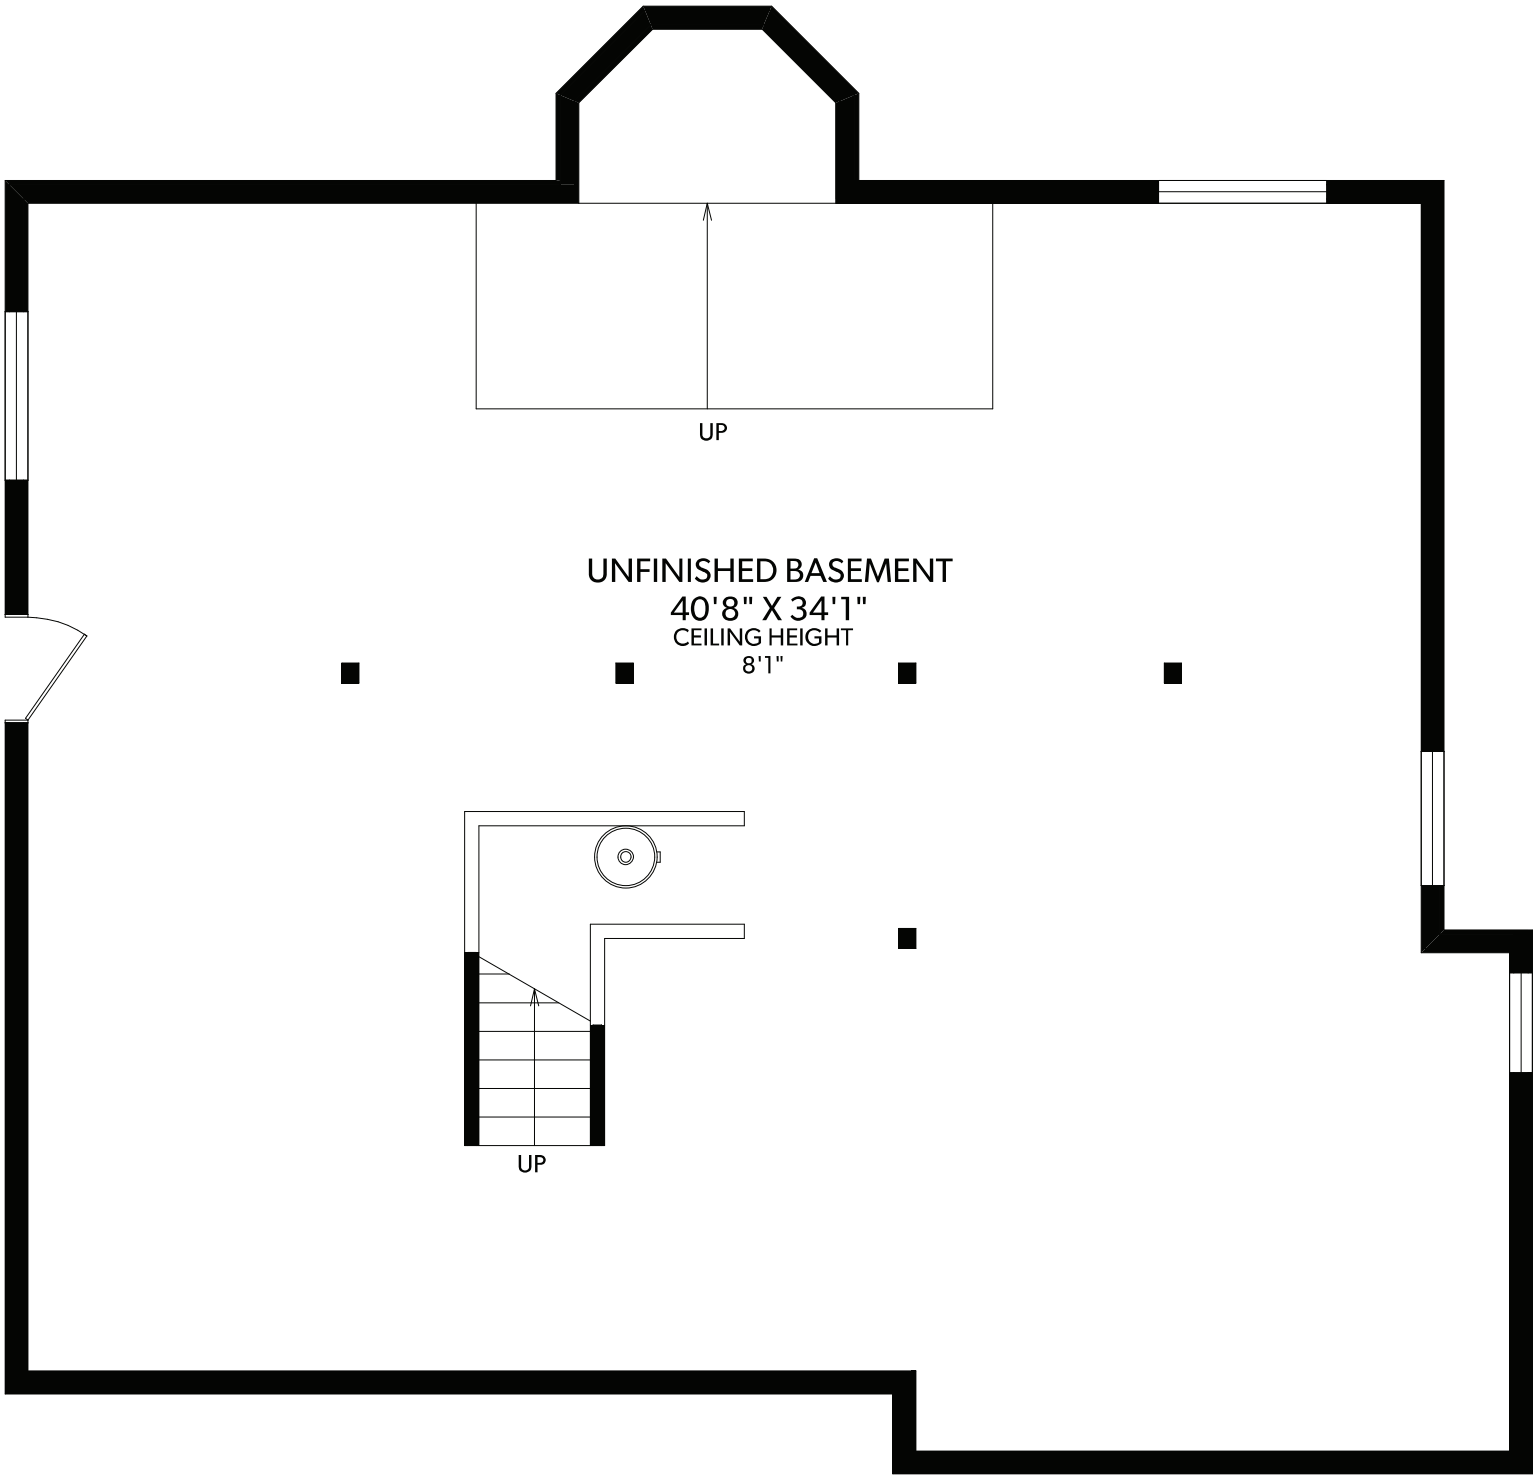 UP
UNFINISHED BASEMENT
40'8" X 34'1"
CEILING HEIGHT
8'1"
UP